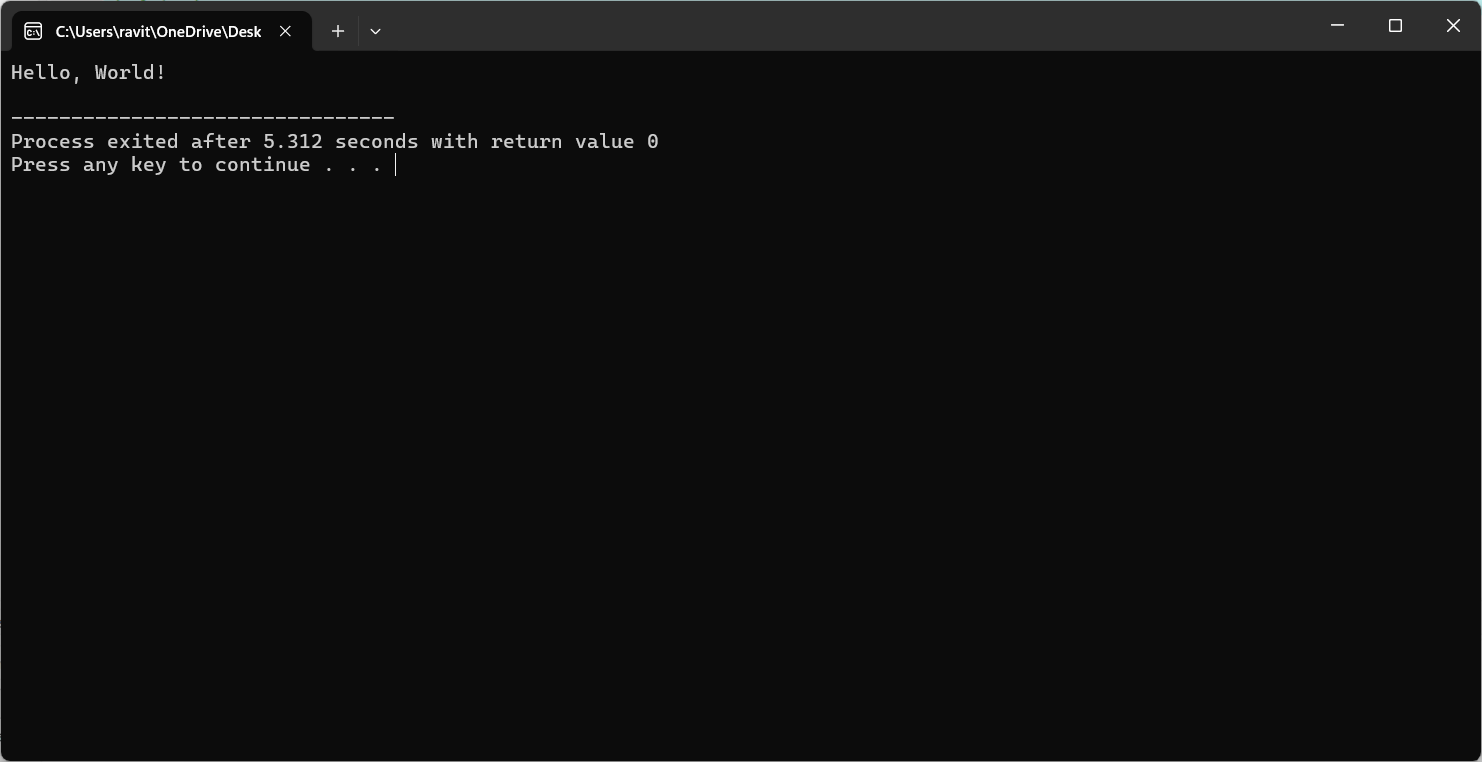 C:\Users\ravit\OneDrive\Desk
Hello, World!
--------------------------------
Process exited after 5.312 seconds with return value 0
Press any key to continue . . .